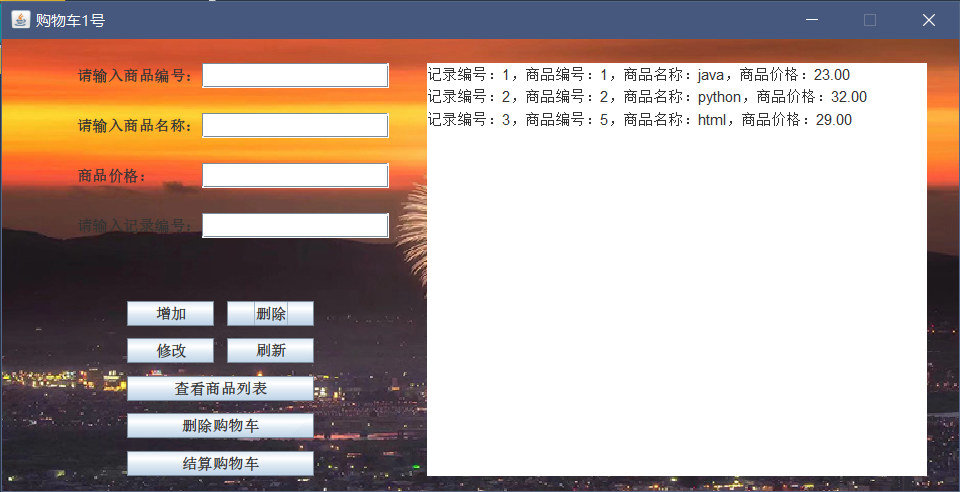 购物车1号
请输入商品编号：
请输入商品名称：
商品价格：
请输入记录编号：
增加 删除
修改 刷新
查看商品列表
删除购物车
结算购物车
记录编号：1，商品编号：1，商品名称：java，商品价格：23.00
记录编号：2，商品编号：2，商品名称：python，商品价格：32.00
记录编号：3，商品编号：5，商品名称：html，商品价格：29.00